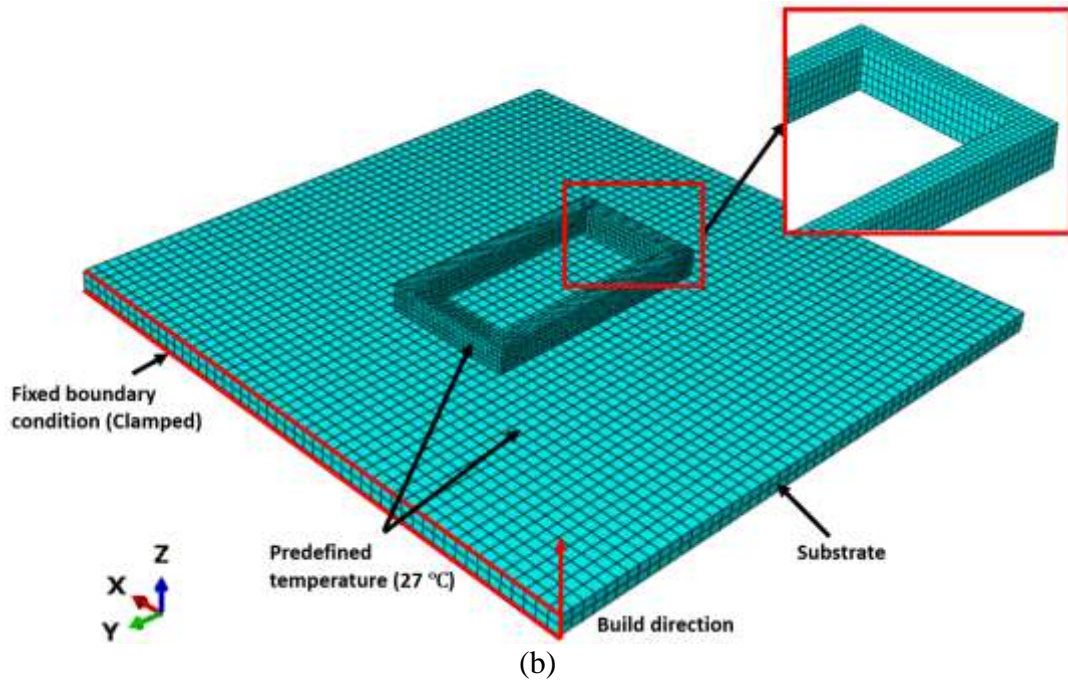 Fixed boundary
condition (Clamped)
Predefined
temperature (27 ℃)
Substrate
Build direction
Z
X
Y
(b)